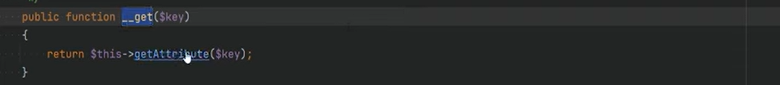 public function __get($key)
{
return $this->getAttribute($key);
}